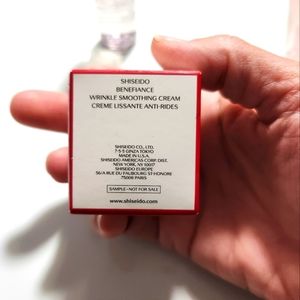 SHISEIDO
BENEFIANCE
WRINKLE SMOOTHING CREAM
CREME LISSANTE ANTI-RIDES
SHISEIDO CO., LTD.
7-5-5 GINZA TOKYO
MADE IN U.S.A.
SHISEIDO AMERICAS CORP. DIST.
NEW YORK, NY 10017
SHISEIDO EUROPE
56/A RUE DU FAUBOURG ST-HONORE
75008 PARIS
SAMPLE-NOT FOR SALE
www.shiseido.com